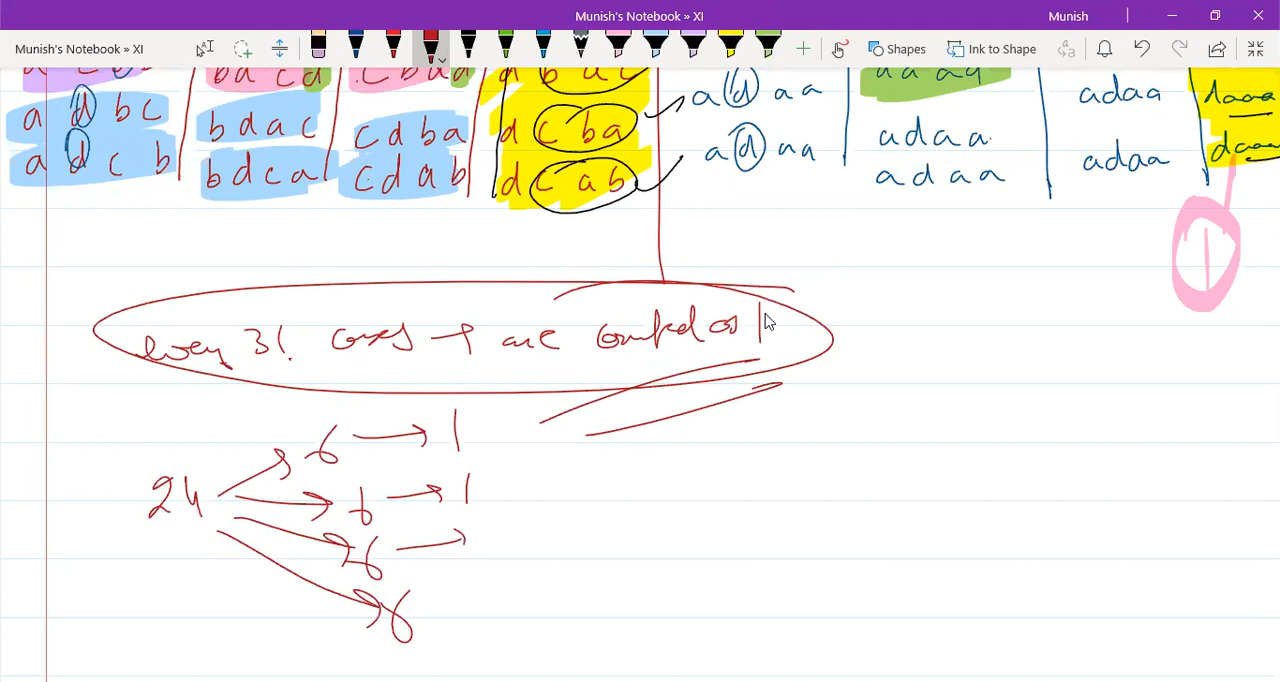 Munish's Notebook » XI
Munish
Munish's Notebook » XI
Shapes
Ink to Shape
a d b c
b d a c
c d b a
d c b a
a d a a
a d a a
a d a a
d a a a
a d c b
b d c a
c d a b
d c a b
a d a a
a d a a
a d a a
1
every 3! cases → are counted as 1
24
6 → 1
6 → 1
6 →
6